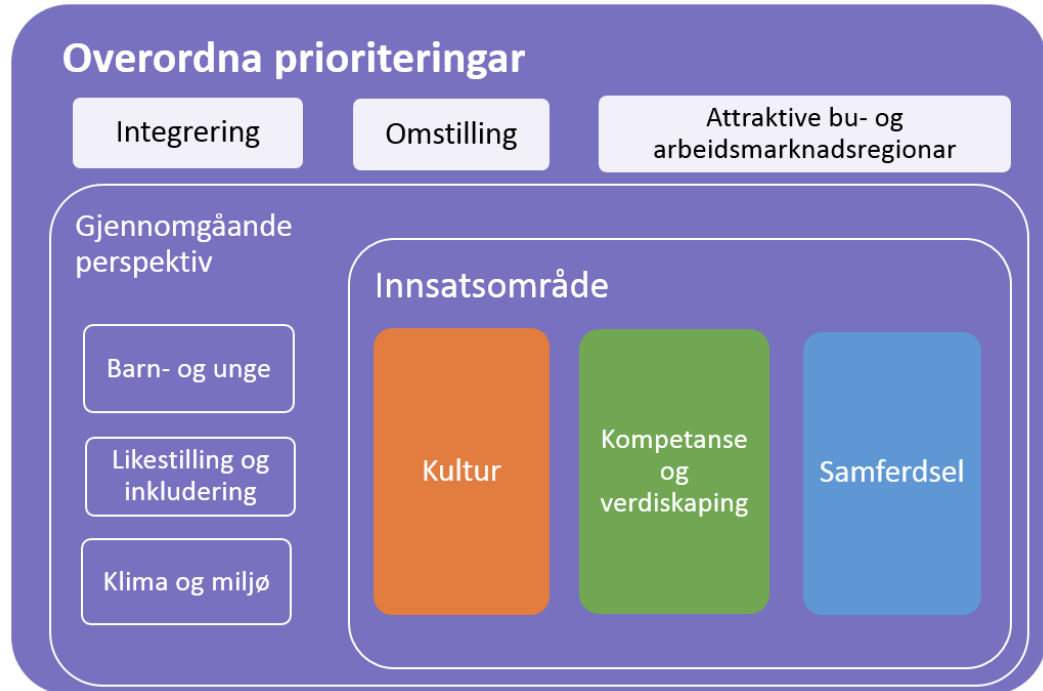 Overordna prioriteringar
Integrering
Omstilling
Attraktive bu- og
arbeidsmarknadsregionar
Gjennomgåande
perspektiv
Barn- og unge
Likestilling og
inkludering
Klima og miljø
Innsatsområde
Kultur
Kompetanse
og
verdiskaping
Samferdsel